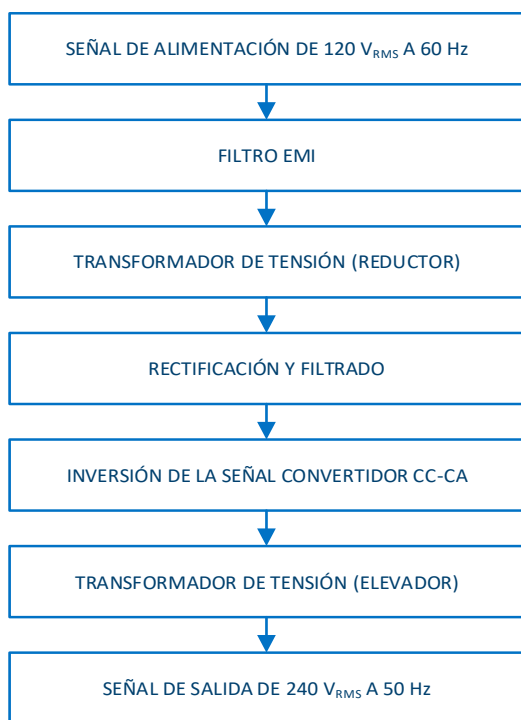 SEÑAL DE ALIMENTACIÓN DE 120 VRMS A 60 Hz
FILTRO EMI
TRANSFORMADOR DE TENSIÓN (REDUCTOR)
RECTIFICACIÓN Y FILTRADO
INVERSIÓN DE LA SEÑAL CONVERTIDOR CC-CA
TRANSFORMADOR DE TENSIÓN (ELEVADOR)
SEÑAL DE SALIDA DE 240 VRMS A 50 Hz